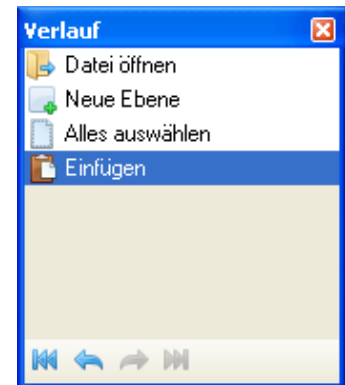 Verlauf
Datei öffnen
Neue Ebene
Alles auswählen
Einfügen